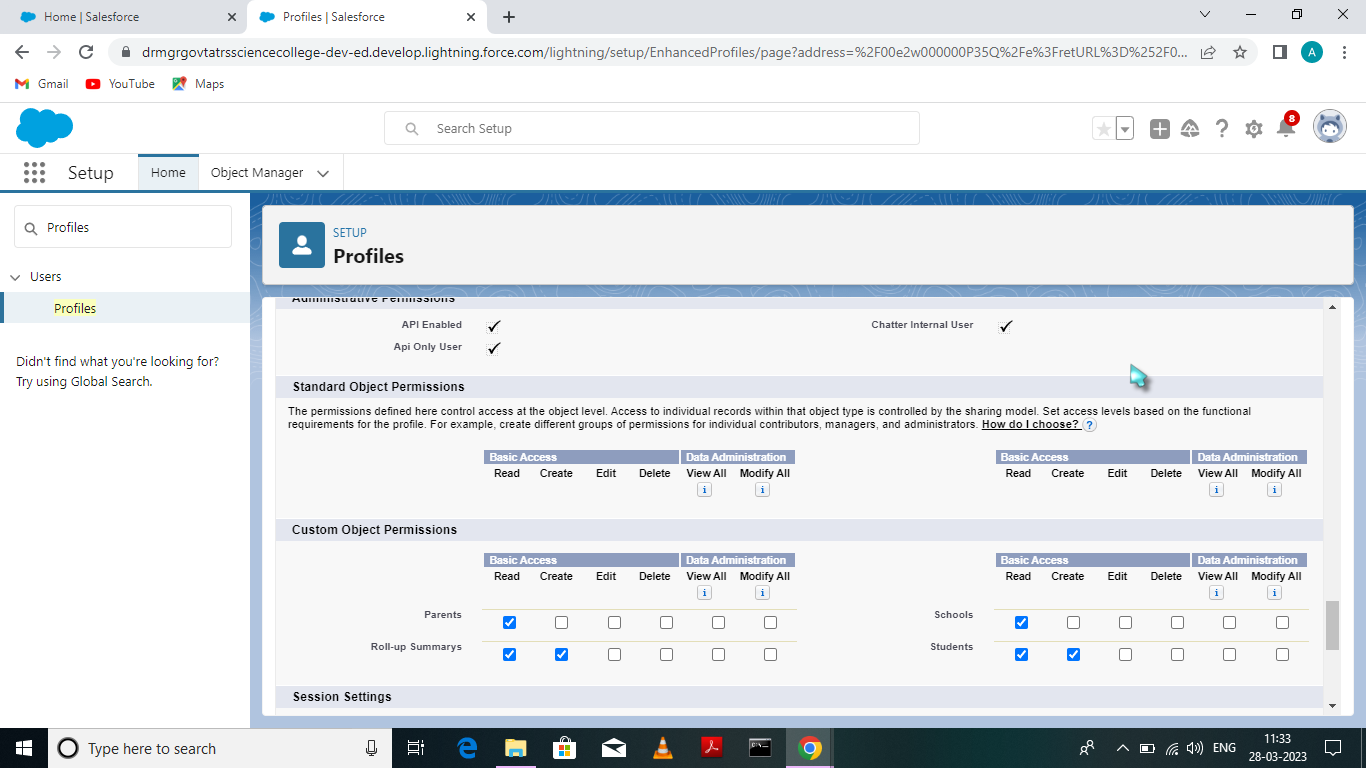 Home | Salesforce
Profiles | Salesforce
drmgrgovtatrssciencecollege-dev-ed.develop.lightning.force.com/lightning/setup/EnhancedProfiles/page?address=%2F00e2w000000P35Q%2Fe%3FretURL%3D%252F0...
A
Gmail
YouTube
Maps
Search Setup
8
Setup
Home
Object Manager
Profiles
Users
Profiles
Didn't find what you're looking for?
Try using Global Search.
SETUP
Profiles
Administrative Permissions
API Enabled
Chatter Internal User
Api Only User
Standard Object Permissions
The permissions defined here control access at the object level. Access to individual records within that object type is controlled by the sharing model. Set access levels based on the functional
requirements for the profile. For example, create different groups of permissions for individual contributors, managers, and administrators. How do I choose? ?
Basic Access Data Administration Basic Access Data Administration
Read Create Edit Delete View All Modify All Read Create Edit Delete View All Modify All
i i i i
Custom Object Permissions
Basic Access Data Administration Basic Access Data Administration
Read Create Edit Delete View All Modify All Read Create Edit Delete View All Modify All
i i i i
Parents Schools
Roll-up Summarys Students
Session Settings
Type here to search
ENG
11:33
28-03-2023